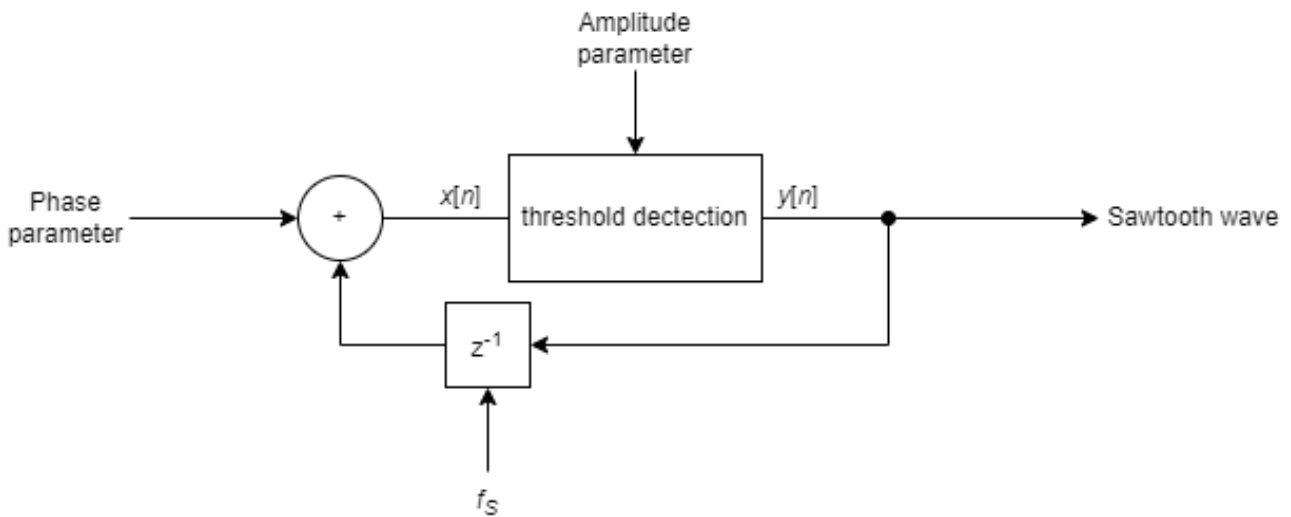 Amplitude
parameter
Phase
parameter
+
x[n]
threshold dectection
y[n]
Sawtooth wave
z-1
fS